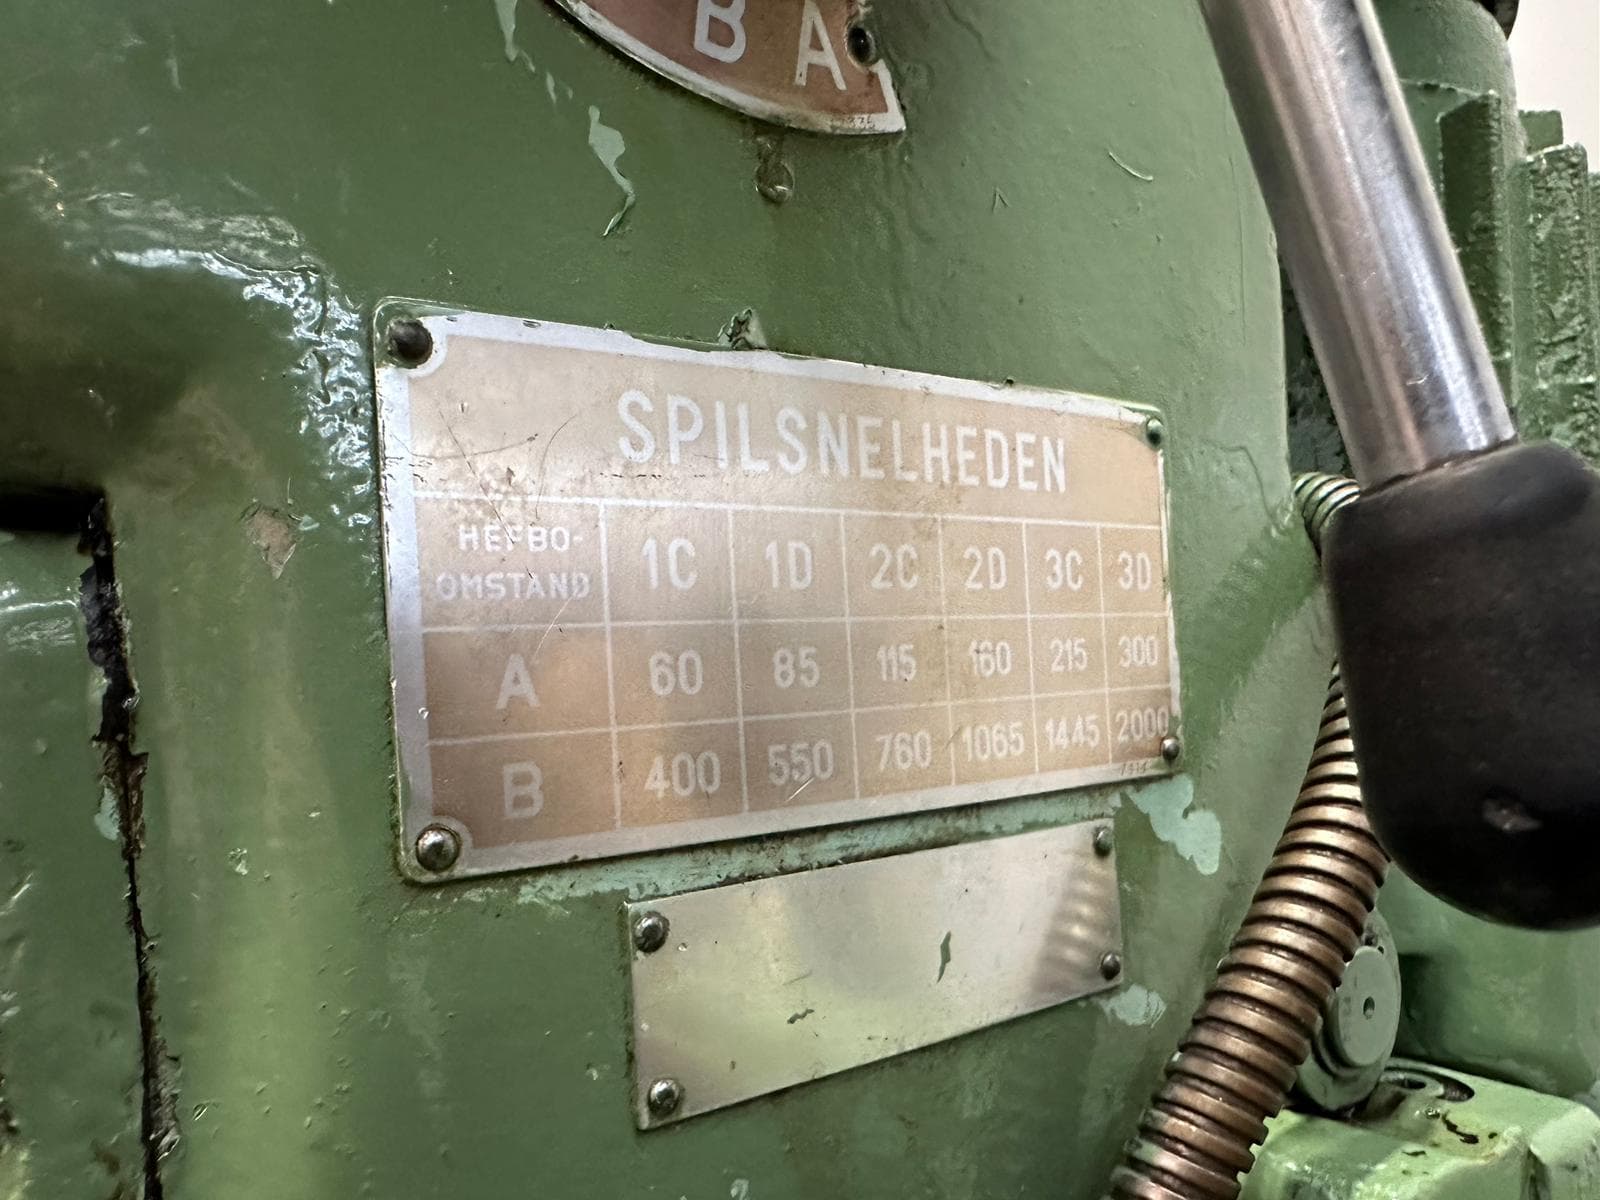 B A
SPILSNELHEDEN
HEFBO- 1C 1D 2C 2D 3C 3D
OMSTAND
A 60 85 115 160 215 300
B 400 550 760 1065 1445 2000